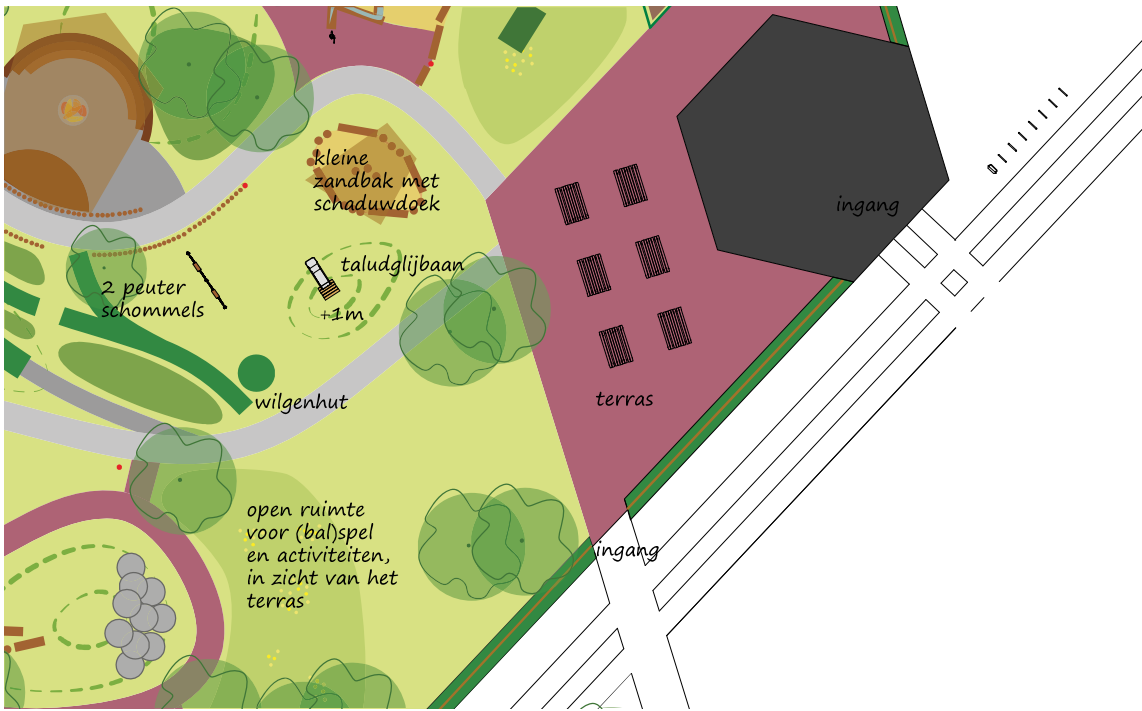 kleine
zandbak met
schaduwdoek
ingang
taludglijbaan
2 peuter
schommels
+1m
wilgenhut
terras
open ruimte
voor (bal)spel
en activiteiten,
in zicht van het
terras
ingang